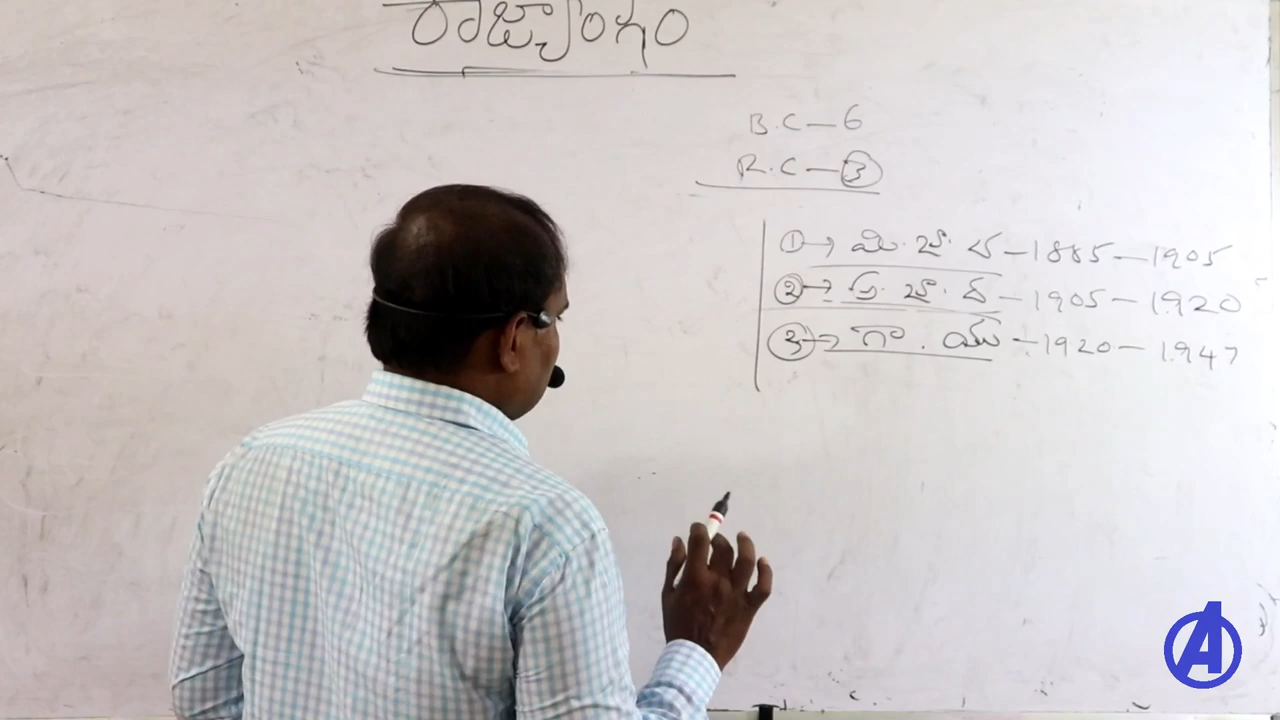 రాజ్యాంగం
B.C – 6
R.C – 3
1 → మి. జా. ద – 1885 – 1905
2 → అ. జా. ద – 1905 – 1920
3 → గా. యు – 1920 – 1947